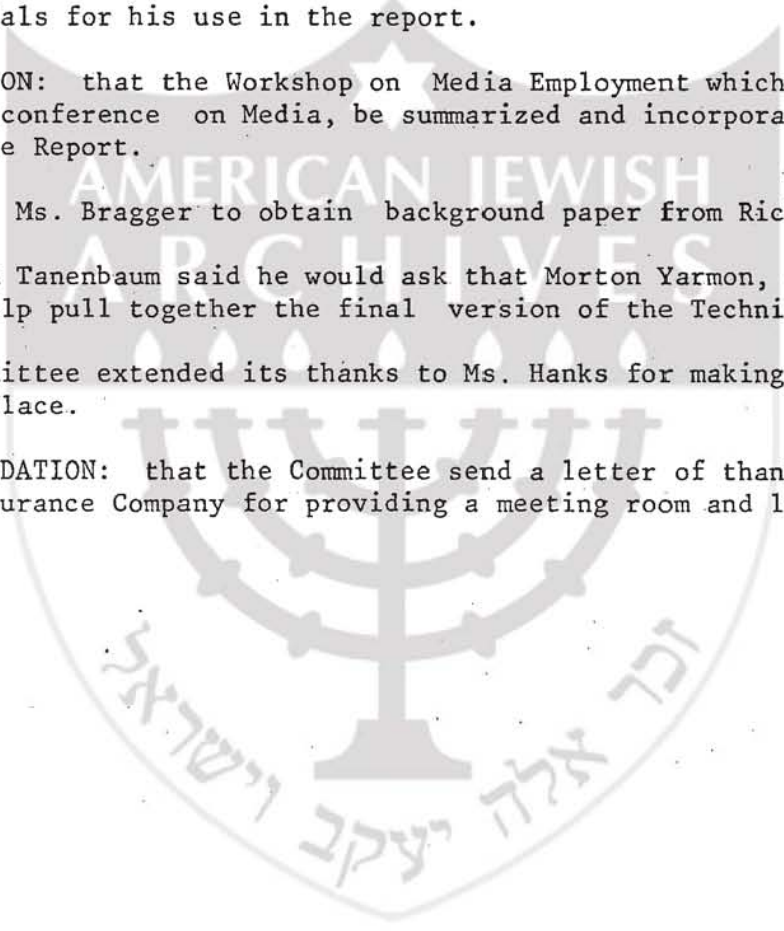 als for his use in the report.
ON: that the Workshop on Media Employment which
conference on Media, be summarized and incorpora
e Report.
AMERICAN JEWISH
ARCHIVES
Ms. Bragger to obtain background paper from Ric
Tanenbaum said he would ask that Morton Yarmon,
lp pull together the final version of the Techni
ittee extended its thanks to Ms. Hanks for making
lace.
DATION: that the Committee send a letter of than
urance Company for providing a meeting room and l
זכר אלה יעקב וישראל